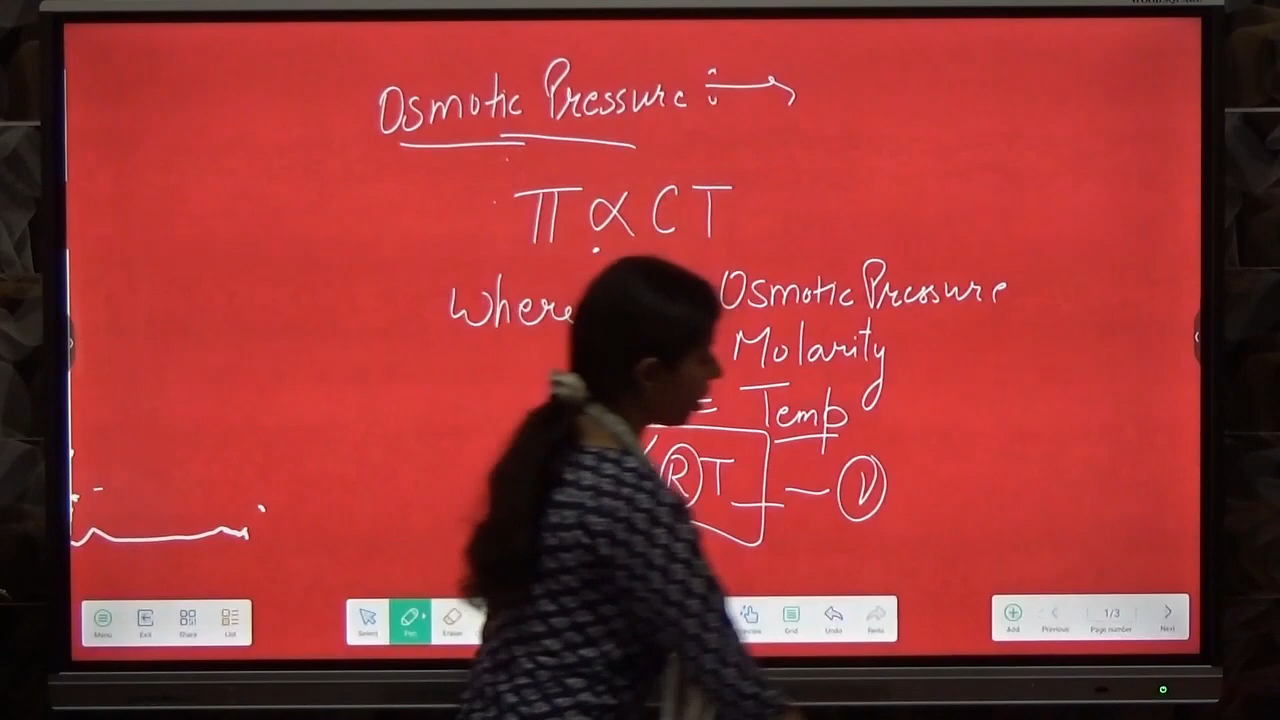 Osmotic Pressure :→
π ∝ C T
Where Osmotic Pressure
Molarity
= Temp
RT — ①
Menu Exit Share List
Select Pen Eraser Grid Undo Redo
Add Previous 1/3 Page number Next